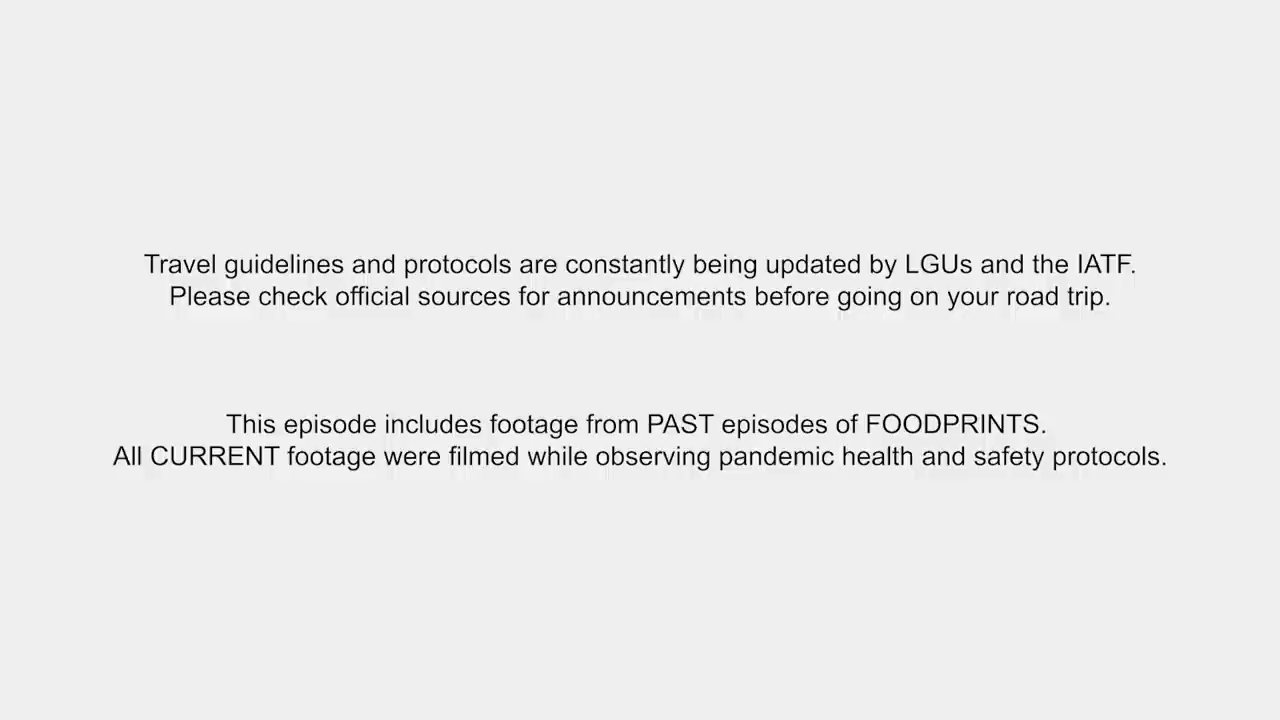 Travel guidelines and protocols are constantly being updated by LGUs and the IATF.
Please check official sources for announcements before going on your road trip.
This episode includes footage from PAST episodes of FOODPRINTS.
All CURRENT footage were filmed while observing pandemic health and safety protocols.